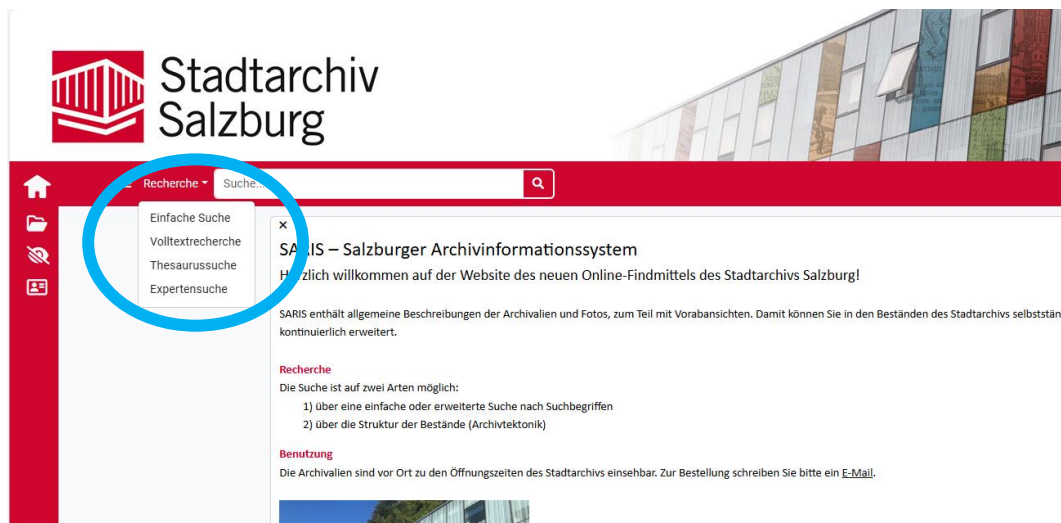 Stadtarchiv
Salzburg
Recherche
Suche...
Einfache Suche
Volltextrecherche
Thesaurussuche
Expertensuche
SARIS – Salzburger Archivinformationssystem
Herzlich willkommen auf der Website des neuen Online-Findmittels des Stadtarchivs Salzburg!
SARIS enthält allgemeine Beschreibungen der Archivalien und Fotos, zum Teil mit Vorabansichten. Damit können Sie in den Beständen des Stadtarchivs selbststän
kontinuierlich erweitert.
Recherche
Die Suche ist auf zwei Arten möglich:
1) über eine einfache oder erweiterte Suche nach Suchbegriffen
2) über die Struktur der Bestände (Archivtektonik)
Benutzung
Die Archivalien sind vor Ort zu den Öffnungszeiten des Stadtarchivs einsehbar. Zur Bestellung schreiben Sie bitte ein E-Mail.